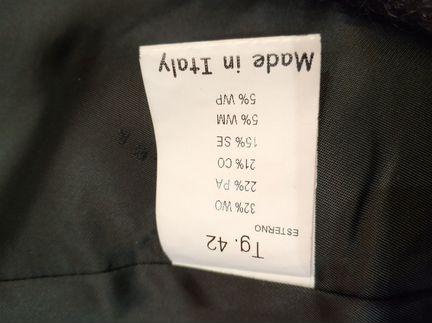 Tg. 42
ESTERNO
32% WO
22% PA
21% CO
15% SE
5% WM
5% WP
Made in Italy